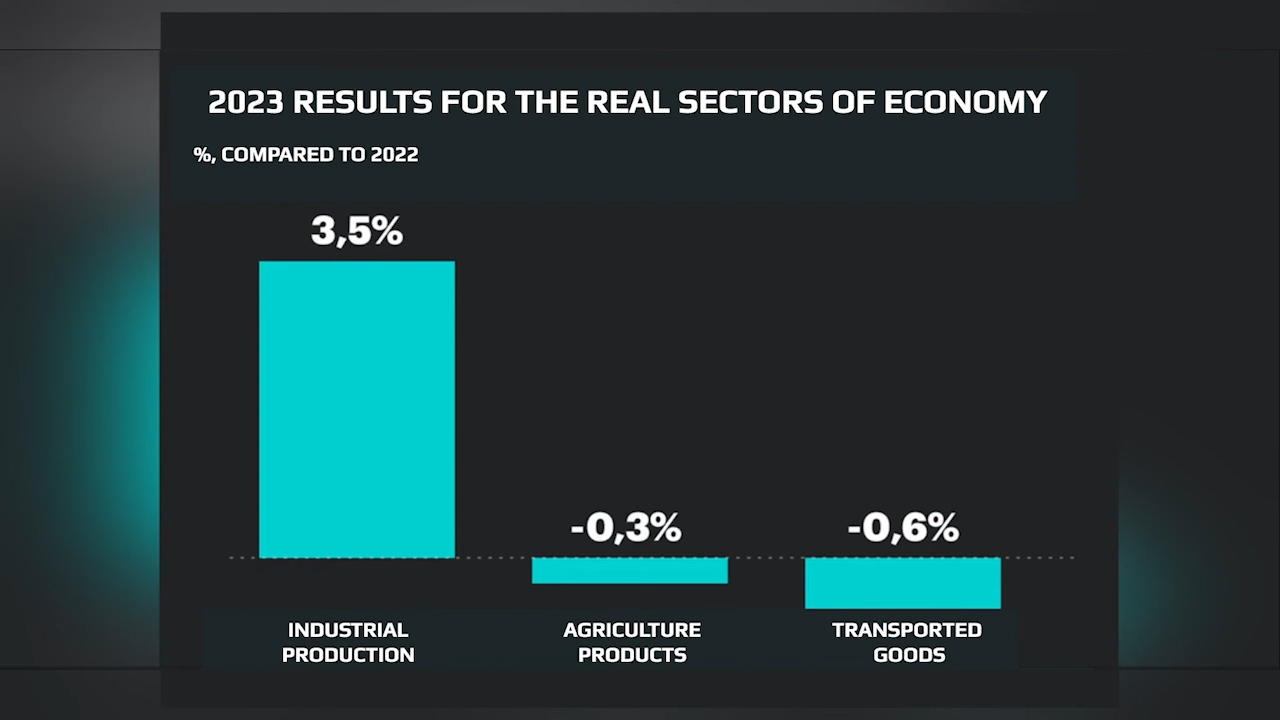 2023 RESULTS FOR THE REAL SECTORS OF ECONOMY
%, COMPARED TO 2022
3,5%
-0,3%
-0,6%
INDUSTRIAL
PRODUCTION
AGRICULTURE
PRODUCTS
TRANSPORTED
GOODS